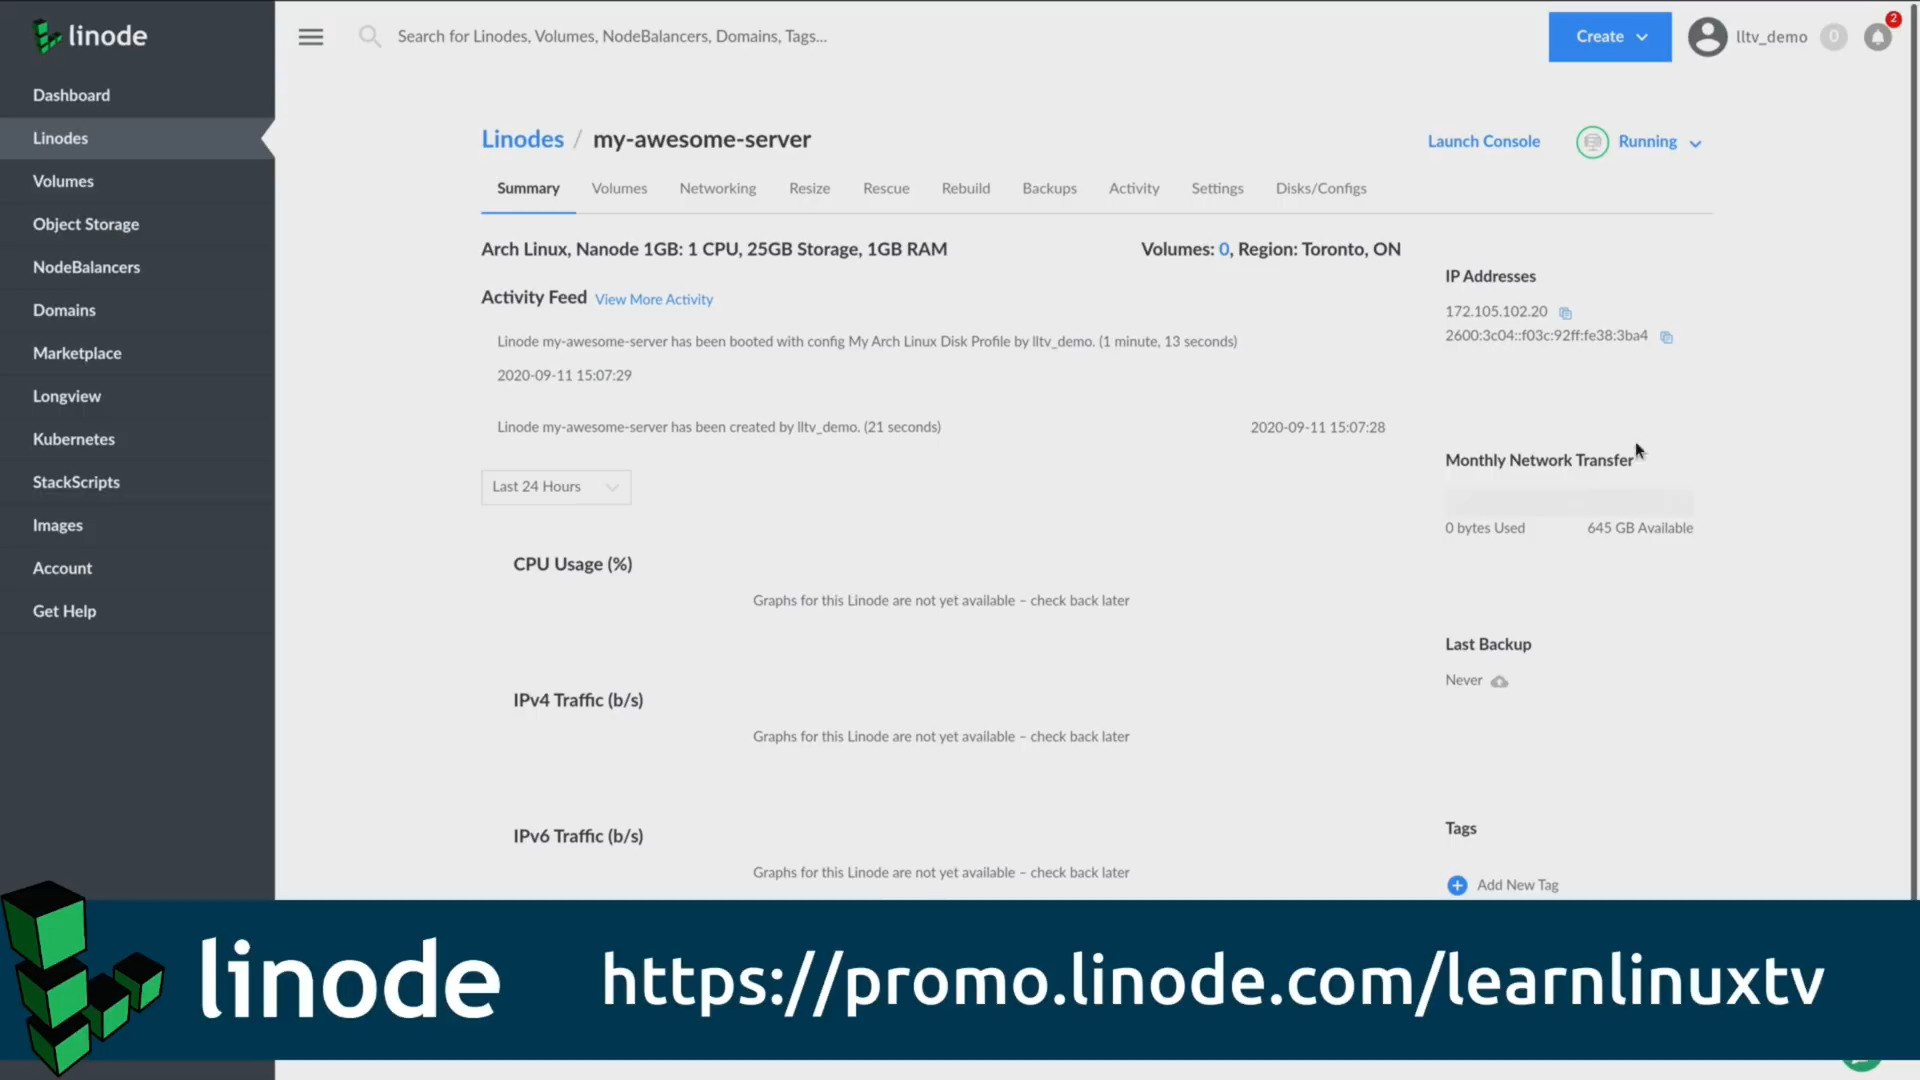 linode
Search for Linodes, Volumes, NodeBalancers, Domains, Tags...
Create
lltv_demo
0
2
Dashboard
Linodes
Volumes
Object Storage
NodeBalancers
Domains
Marketplace
Longview
Kubernetes
StackScripts
Images
Account
Get Help
Linodes / my-awesome-server
Launch Console
Running
Summary
Volumes
Networking
Resize
Rescue
Rebuild
Backups
Activity
Settings
Disks/Configs
Arch Linux, Nanode 1GB: 1 CPU, 25GB Storage, 1GB RAM
Volumes: 0, Region: Toronto, ON
Activity Feed View More Activity
Linode my-awesome-server has been booted with config My Arch Linux Disk Profile by lltv_demo. (1 minute, 13 seconds)
2020-09-11 15:07:29
Linode my-awesome-server has been created by lltv_demo. (21 seconds)
2020-09-11 15:07:28
Last 24 Hours
CPU Usage (%)
Graphs for this Linode are not yet available – check back later
IPv4 Traffic (b/s)
Graphs for this Linode are not yet available – check back later
IPv6 Traffic (b/s)
Graphs for this Linode are not yet available – check back later
IP Addresses
172.105.102.20
2600:3c04::f03c:92ff:fe38:3ba4
Monthly Network Transfer
0 bytes Used
645 GB Available
Last Backup
Never
Tags
Add New Tag
linode
https://promo.linode.com/learnlinuxtv